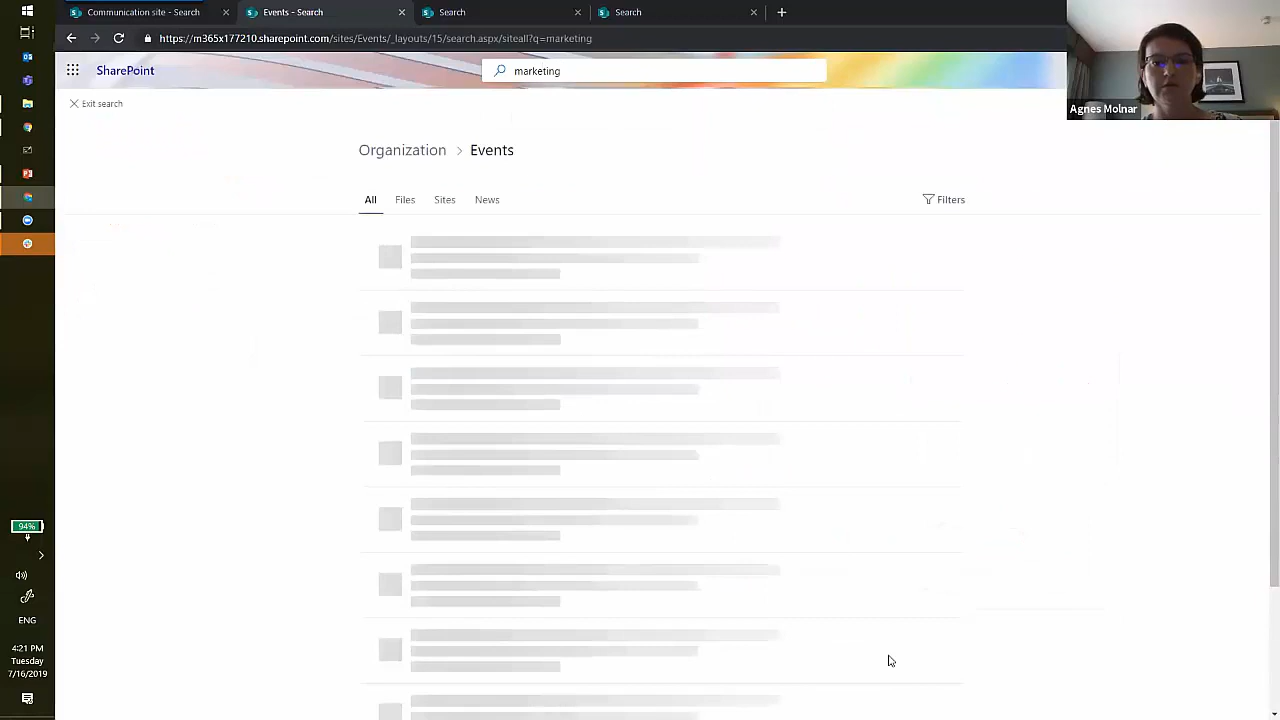 Communication site - Search
Events - Search
Search
Search
https://m365x177210.sharepoint.com/sites/Events/_layouts/15/search.aspx/siteall?q=marketing
SharePoint
marketing
Exit search
Agnes Molnar
Organization > Events
All Files Sites News
Filters
94%
ENG
4:21 PM
Tuesday
7/16/2019